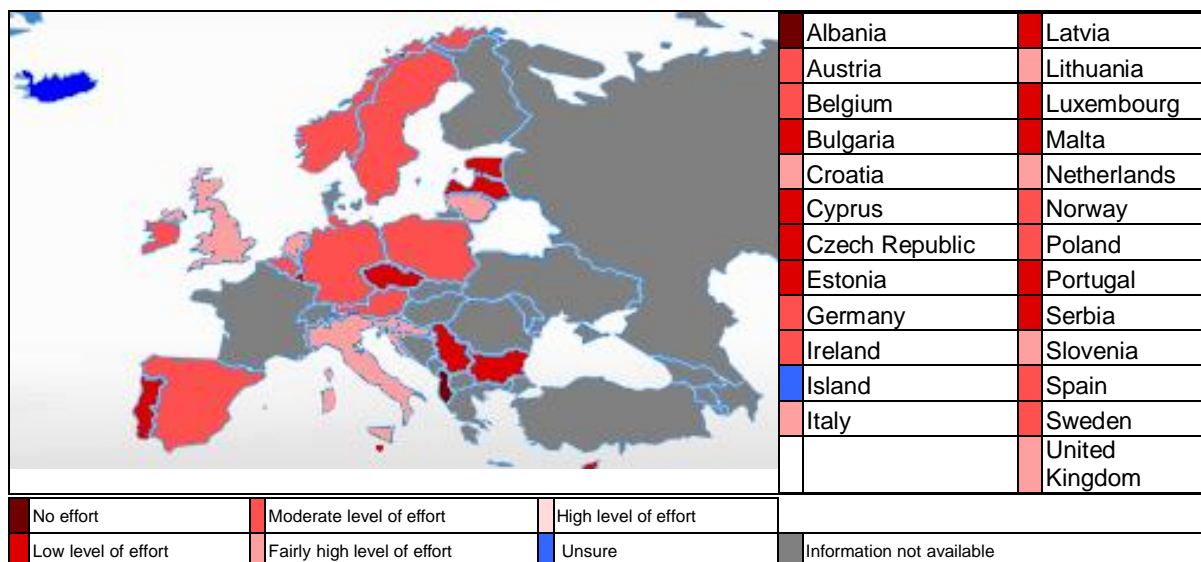 Albania Latvia
Austria Lithuania
Belgium Luxembourg
Bulgaria Malta
Croatia Netherlands
Cyprus Norway
Czech Republic Poland
Estonia Portugal
Germany Serbia
Ireland Slovenia
Island Spain
Italy Sweden
United
Kingdom
No effort Moderate level of effort High level of effort
Low level of effort Fairly high level of effort Unsure Information not available